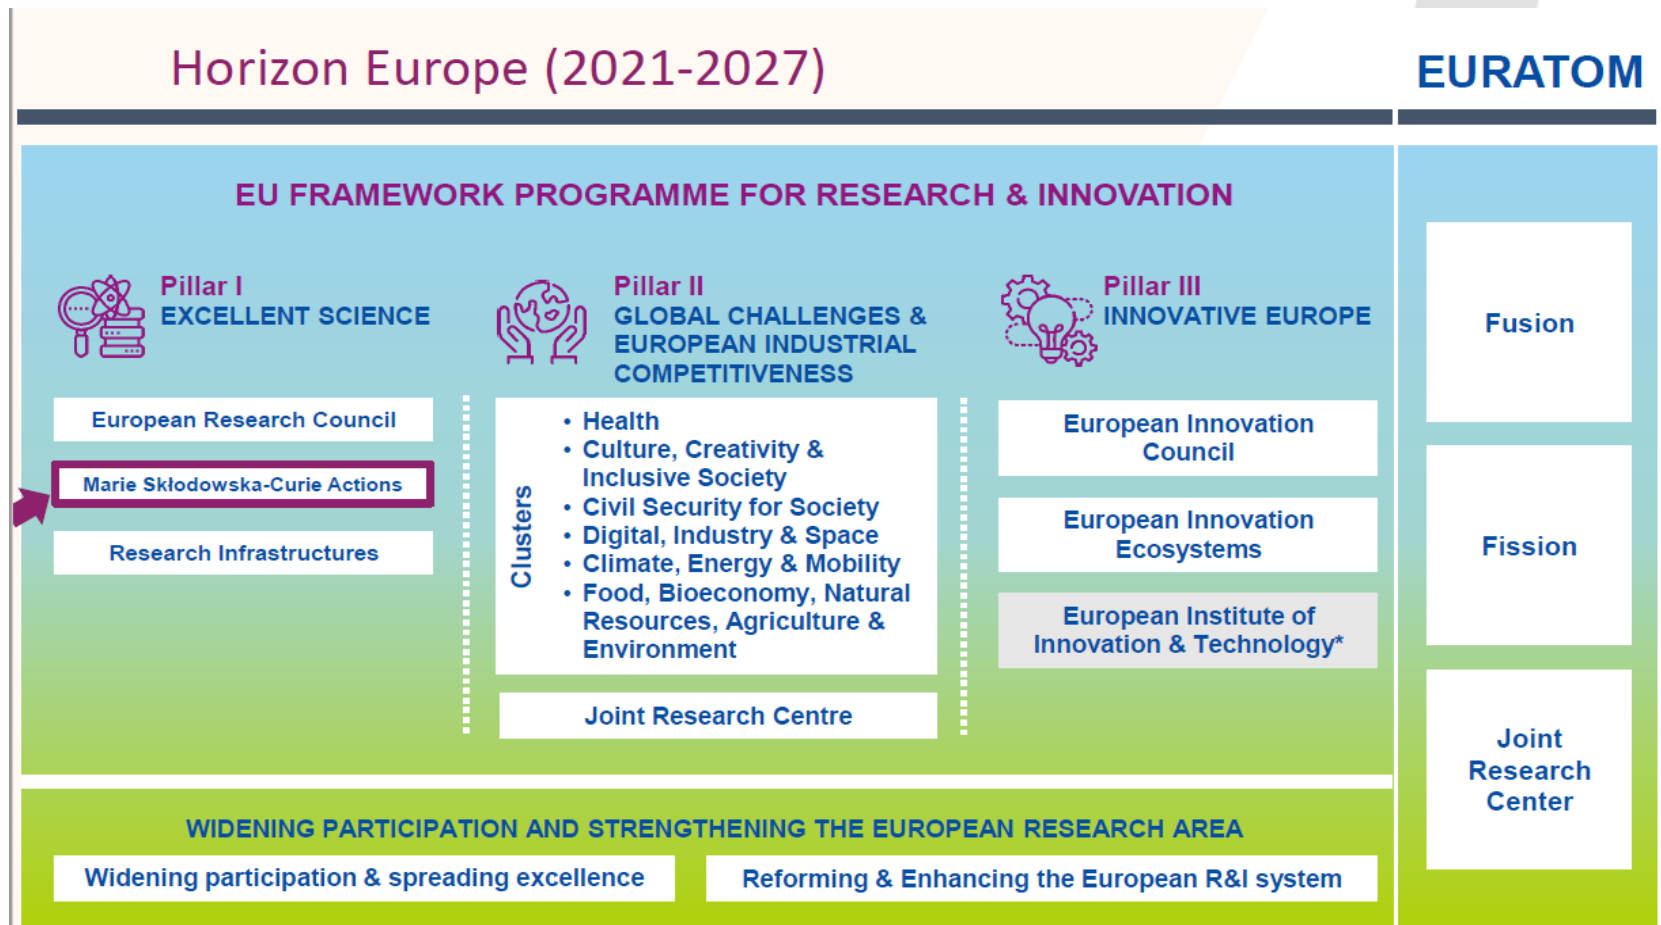 Horizon Europe (2021-2027)
EURATOM
EU FRAMEWORK PROGRAMME FOR RESEARCH & INNOVATION
Pillar I
EXCELLENT SCIENCE
European Research Council
Marie Skłodowska-Curie Actions
Research Infrastructures
Pillar II
GLOBAL CHALLENGES &
EUROPEAN INDUSTRIAL
COMPETITIVENESS
Clusters
• Health
• Culture, Creativity &
Inclusive Society
• Civil Security for Society
• Digital, Industry & Space
• Climate, Energy & Mobility
• Food, Bioeconomy, Natural
Resources, Agriculture &
Environment
Joint Research Centre
Pillar III
INNOVATIVE EUROPE
European Innovation
Council
European Innovation
Ecosystems
European Institute of
Innovation & Technology*
WIDENING PARTICIPATION AND STRENGTHENING THE EUROPEAN RESEARCH AREA
Widening participation & spreading excellence
Reforming & Enhancing the European R&I system
Fusion
Fission
Joint
Research
Center